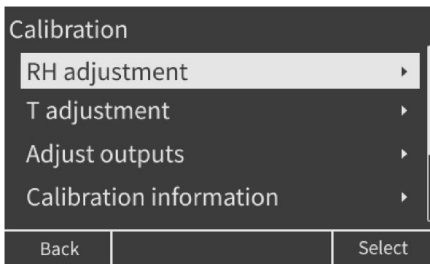 Calibration
RH adjustment
T adjustment
Adjust outputs
Calibration information
Back Select